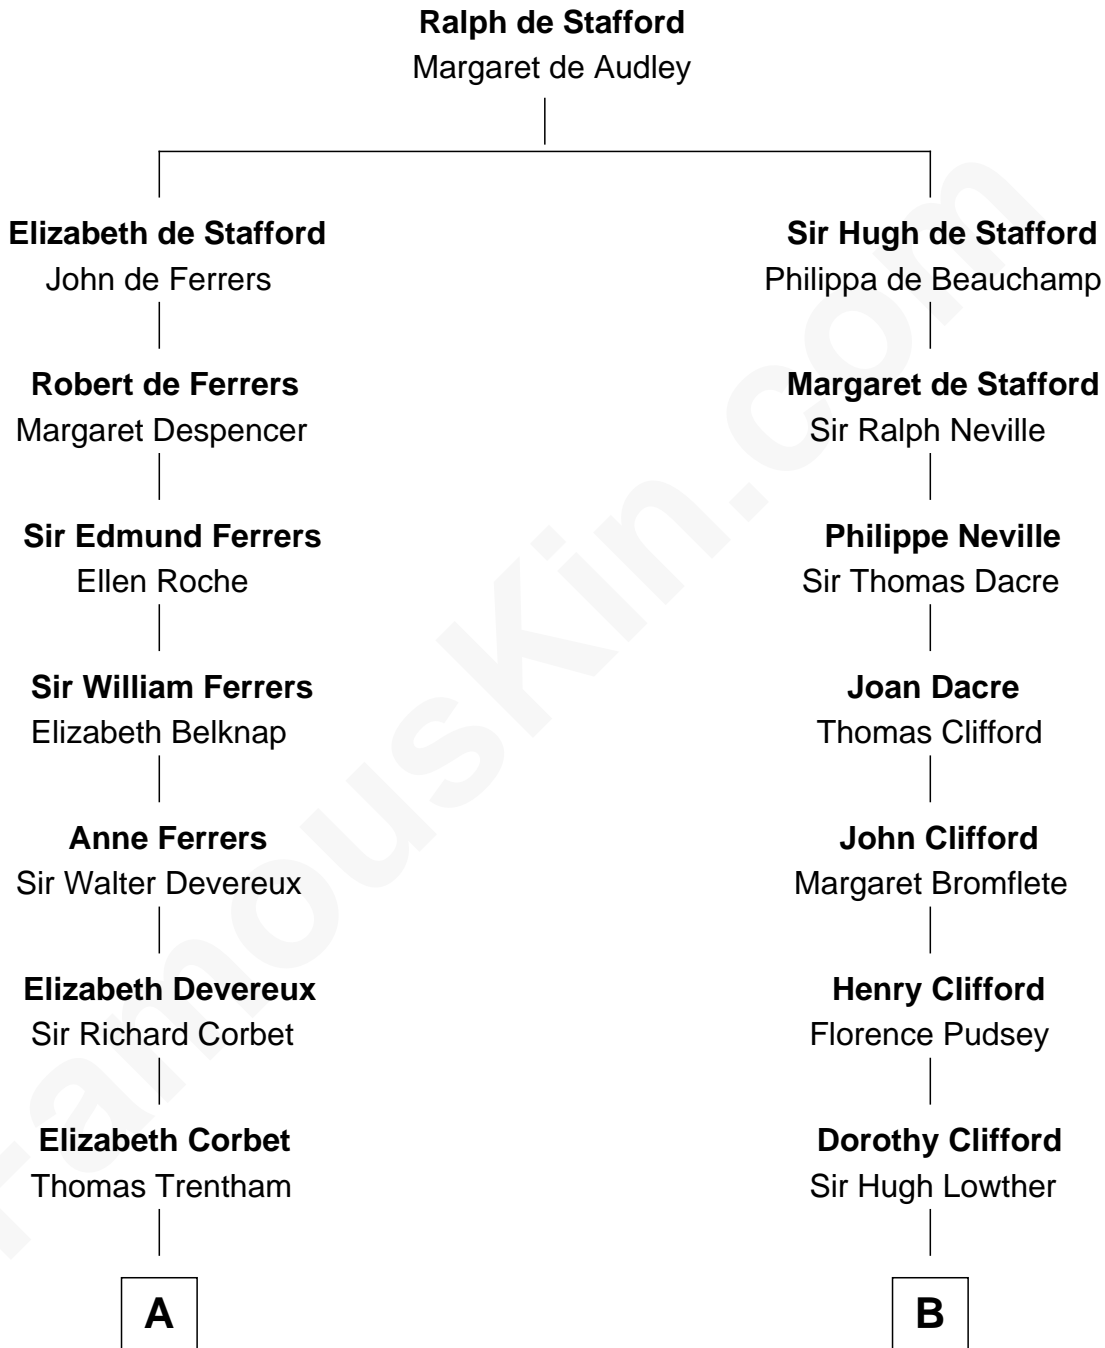 Ralph de Stafford
Margaret de Audley
Elizabeth de Stafford
John de Ferrers
Sir Hugh de Stafford
Philippa de Beauchamp
Robert de Ferrers
Margaret Despencer
Margaret de Stafford
Sir Ralph Neville
Sir Edmund Ferrers
Ellen Roche
Philippe Neville
Sir Thomas Dacre
Sir William Ferrers
Elizabeth Belknap
Joan Dacre
Thomas Clifford
Anne Ferrers
Sir Walter Devereux
John Clifford
Margaret Bromflete
Elizabeth Devereux
Sir Richard Corbet
Henry Clifford
Florence Pudsey
Elizabeth Corbet
Thomas Trentham
Dorothy Clifford
Sir Hugh Lowther
A
B
FamousKin.com